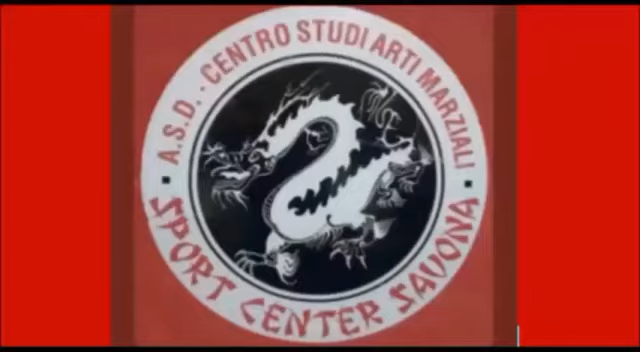 A.S.D. - CENTRO STUDI ARTI MARZIALI
SPORT CENTER SAVONA